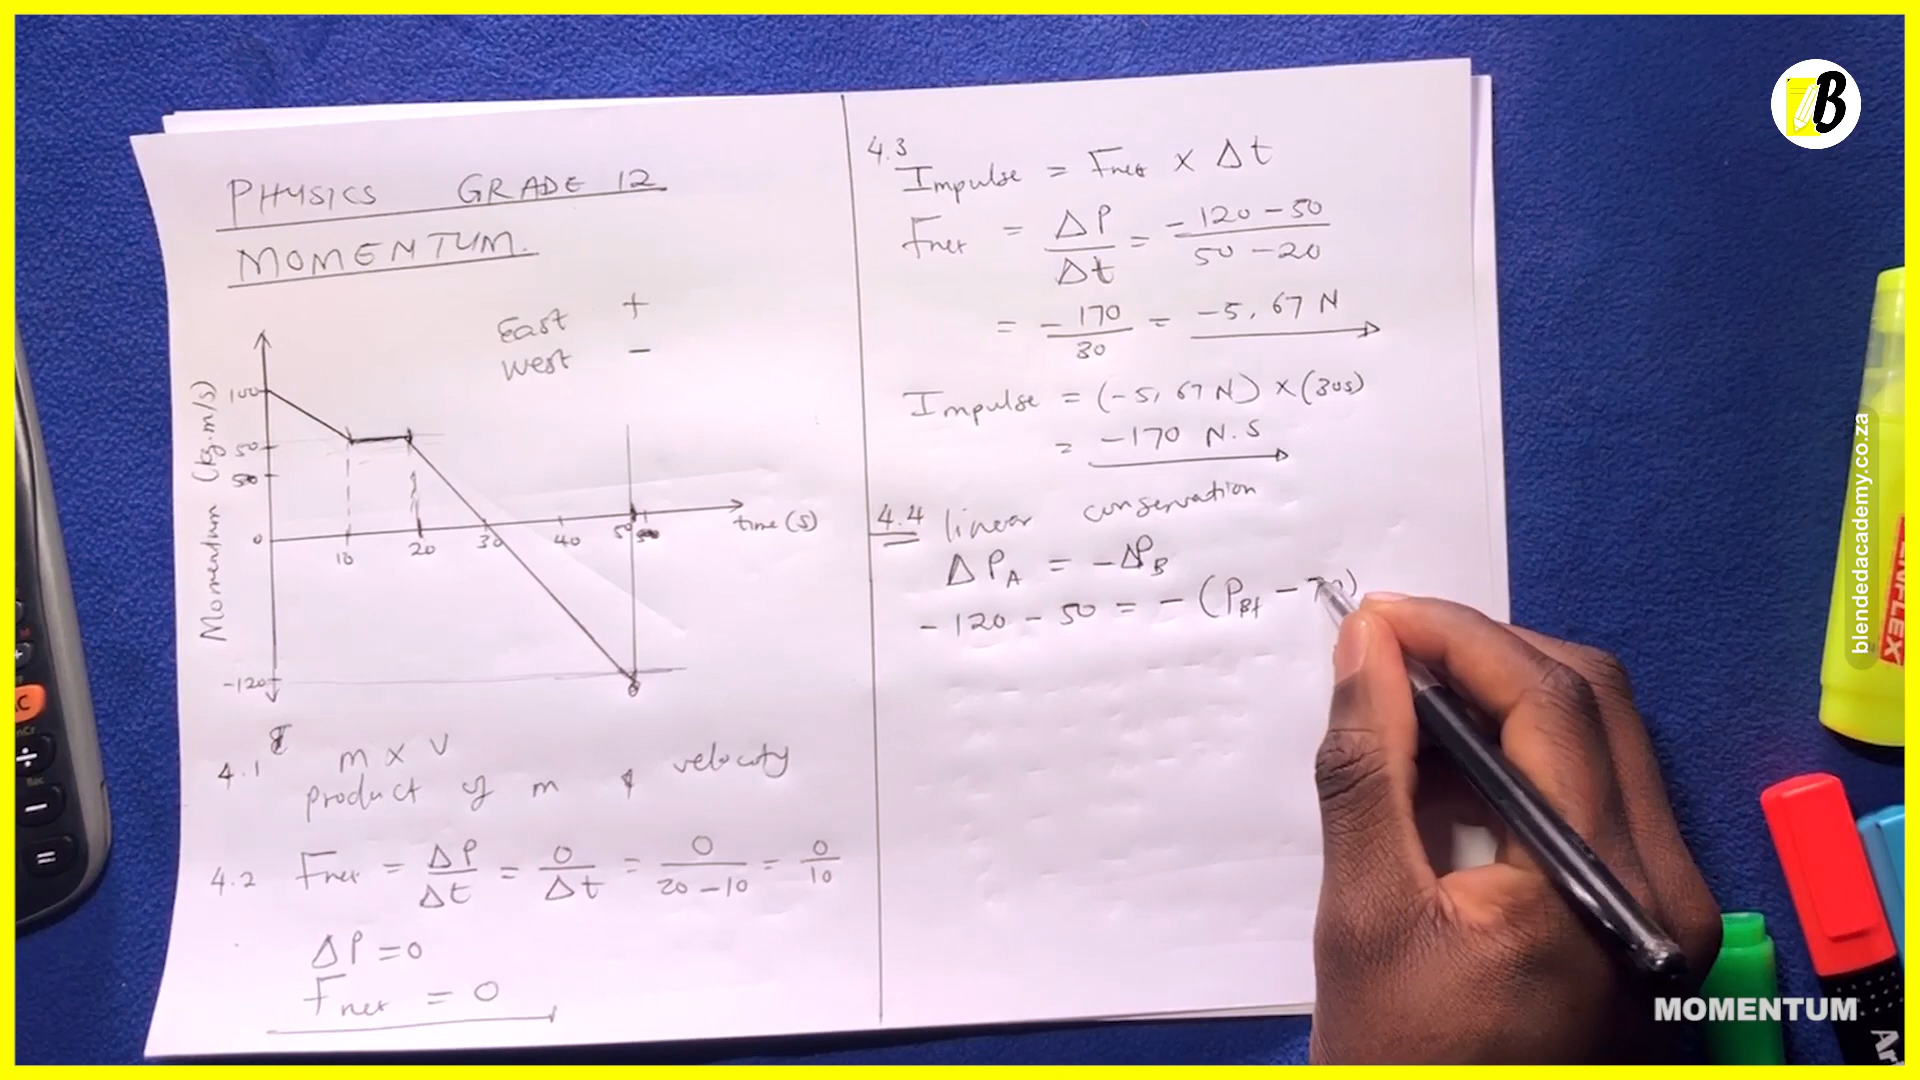 PHYSICS GRADE 12
MOMENTUM.
East +
West −
Momentum (kg.m/s)
100
50
50
0
-120
10 20 30 40 50
time (s)
4.1 m x v
product of m & velocity
4.2 Fnet = ΔP/Δt = 0/Δt = 0/20-10 = 0/10
ΔP = 0
Fnet = 0
4.3
Impulse = Fnet x Δt
Fnet = ΔP/Δt = -120-50/50-20
= -170/30 = -5,67 N
Impulse = (-5,67 N) x (30s)
= -170 N.s
4.4 linear conservation
ΔPA = -ΔPB
-120 - 50 = -(PBf -
B
blendedacademy.co.za
MOMENTUM
AC
÷
−
=